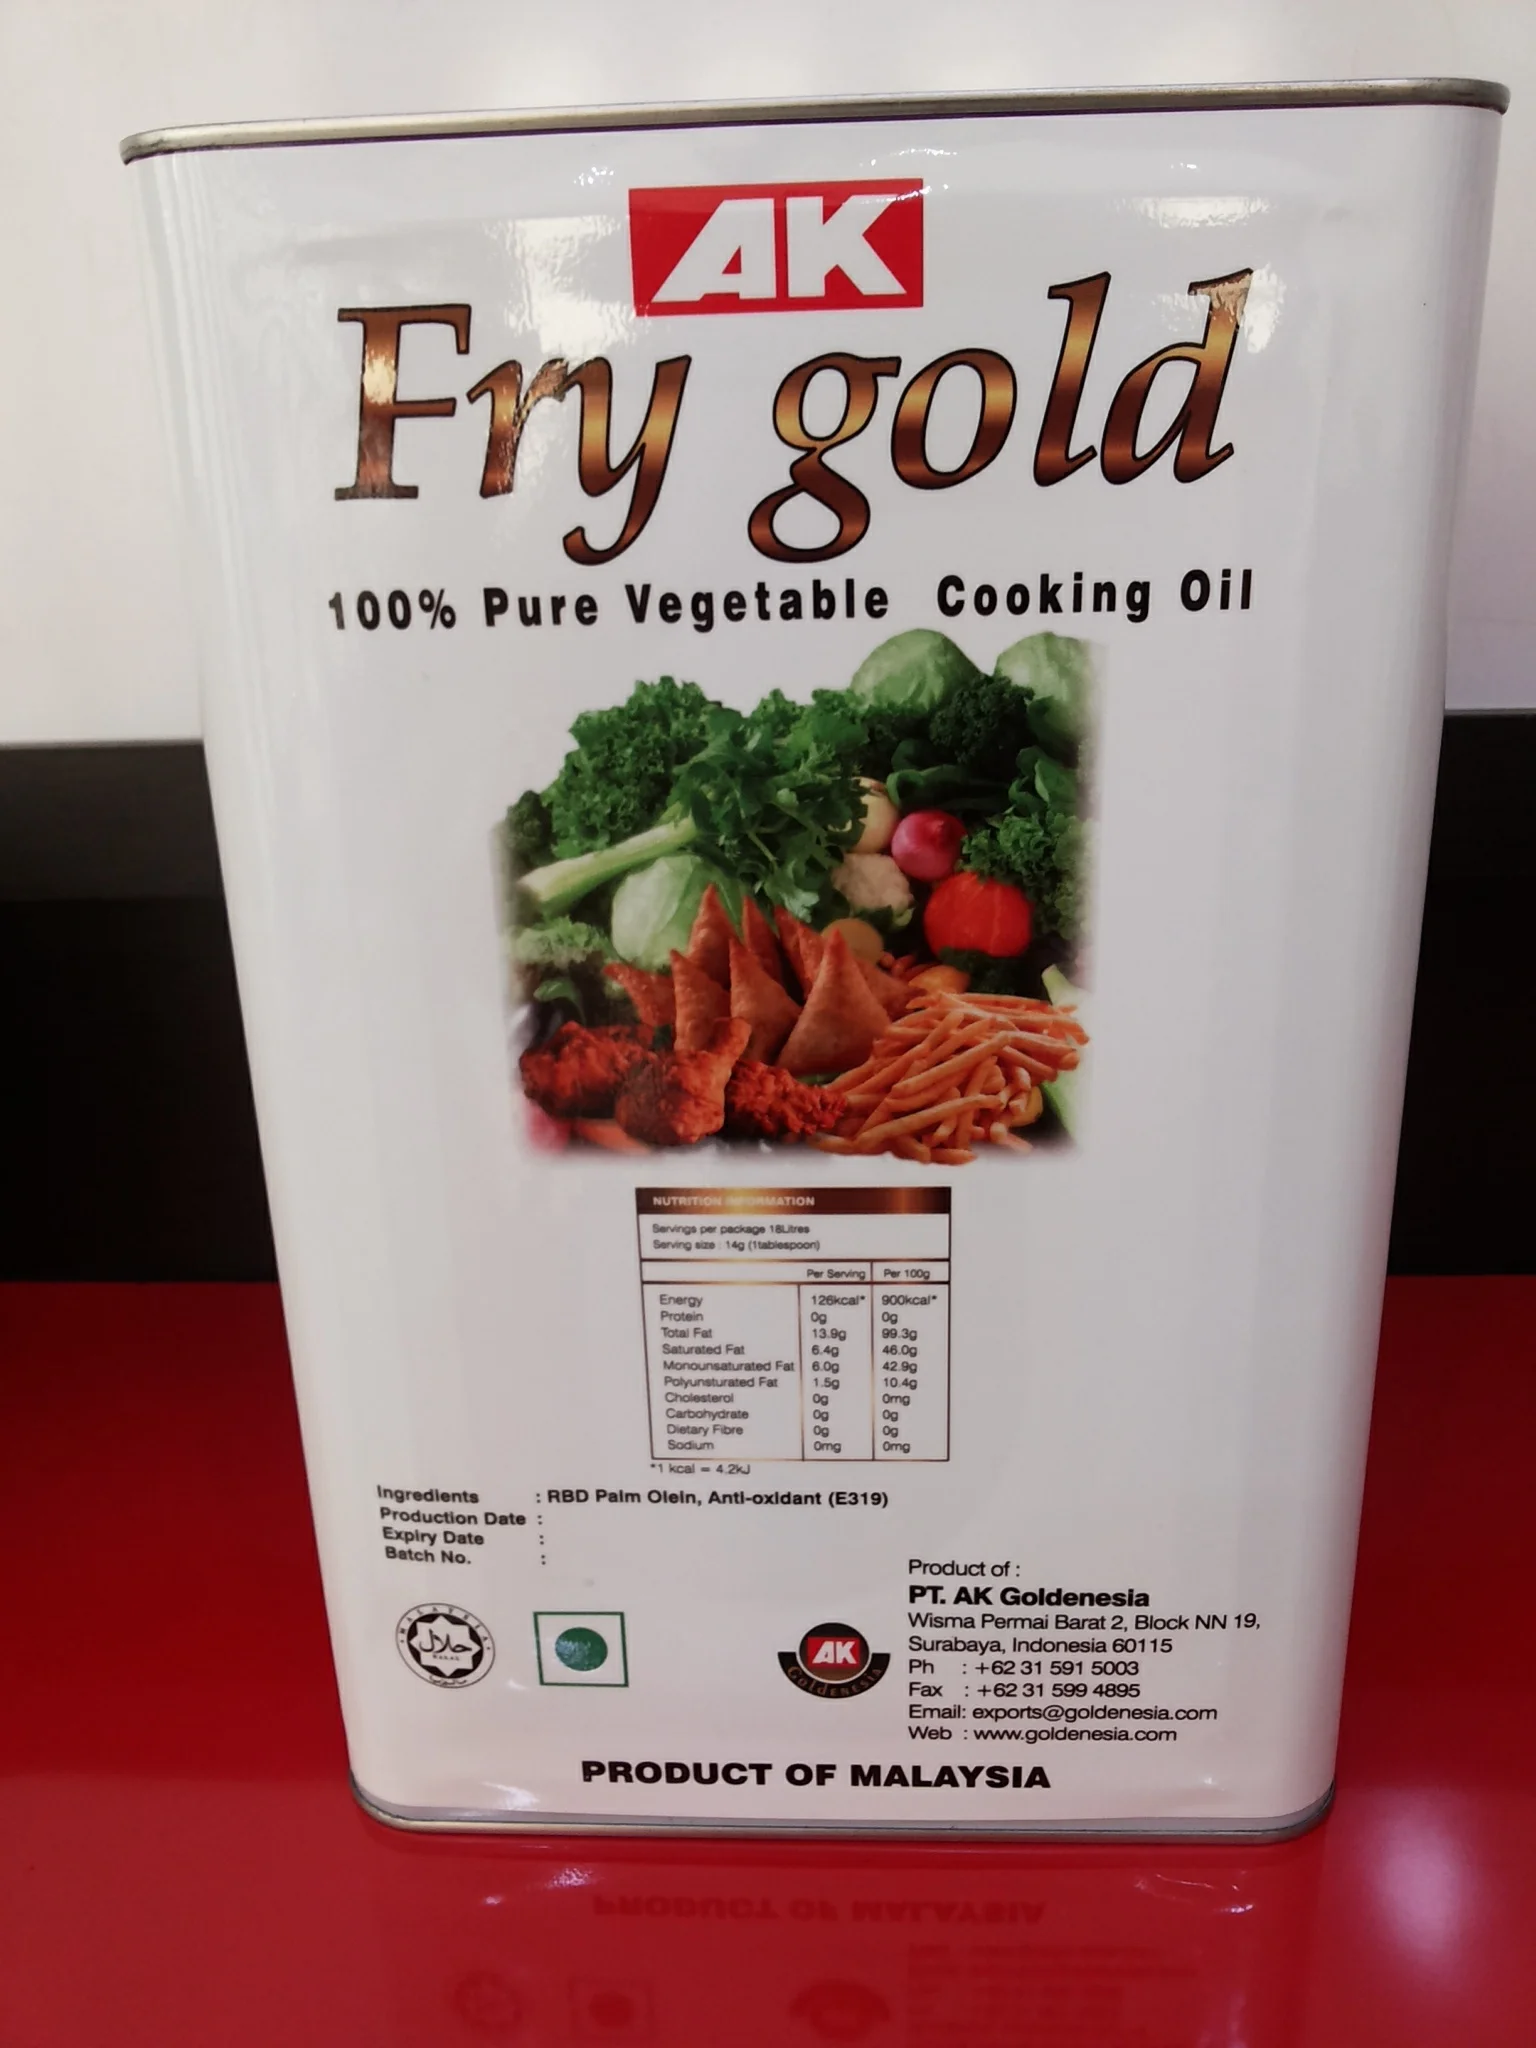 AK
Fry gold
100% Pure Vegetable Cooking Oil
NUTRITION INFORMATION
Servings per package 18Litres
Serving size : 14g (1tablespoon)
Per Serving Per 100g
Energy 126kcal* 900kcal*
Protein 0g 0g
Total Fat 13.9g 99.3g
Saturated Fat 6.4g 46.0g
Monounsaturated Fat 6.0g 42.9g
Polyunsturated Fat 1.5g 10.4g
Cholesterol 0g 0mg
Carbohydrate 0g 0g
Dietary Fibre 0g 0g
Sodium 0mg 0mg
*1 kcal = 4.2kJ
Ingredients : RBD Palm Olein, Anti-oxidant (E319)
Production Date :
Expiry Date :
Batch No. :
MALAYSIA
حلال
HALAL
ماليزيا
AK
GOLDENESIA
Product of :
PT. AK Goldenesia
Wisma Permai Barat 2, Block NN 19,
Surabaya, Indonesia 60115
Ph : +62 31 591 5003
Fax : +62 31 599 4895
Email: exports@goldenesia.com
Web : www.goldenesia.com
PRODUCT OF MALAYSIA